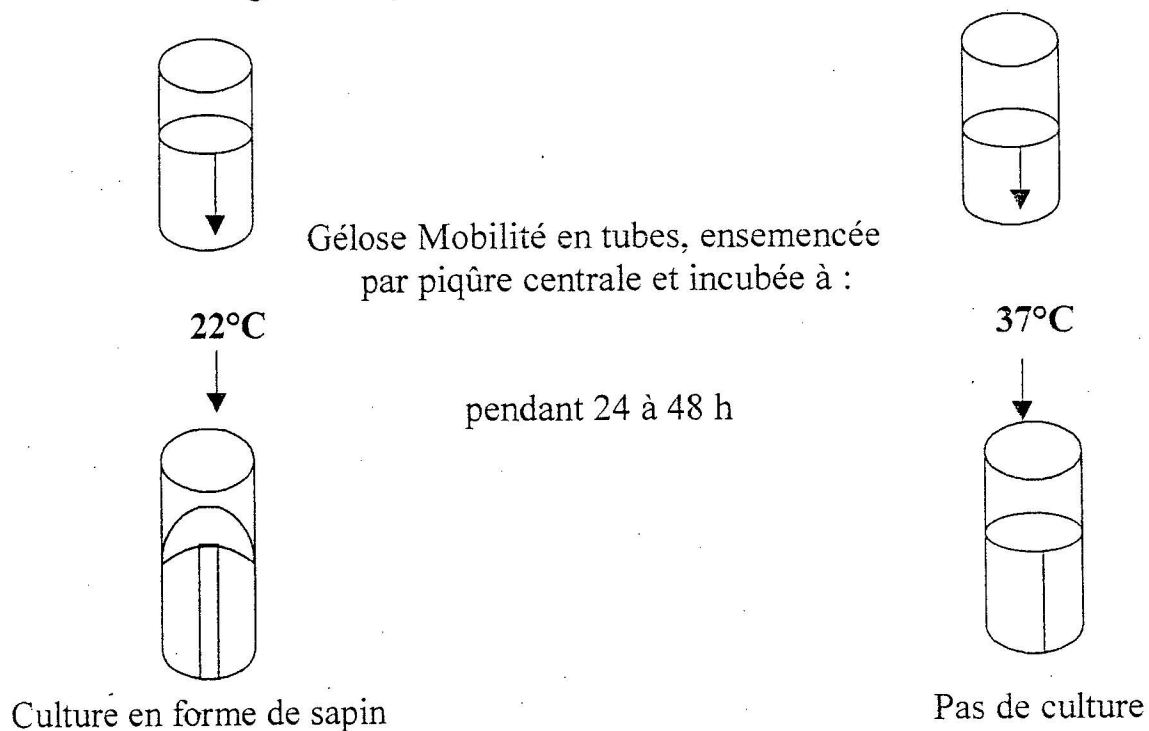 Gélose Mobilité en tubes, ensemencée
par piqûre centrale et incubée à :
22°C
37°C
pendant 24 à 48 h
Culture en forme de sapin
Pas de culture